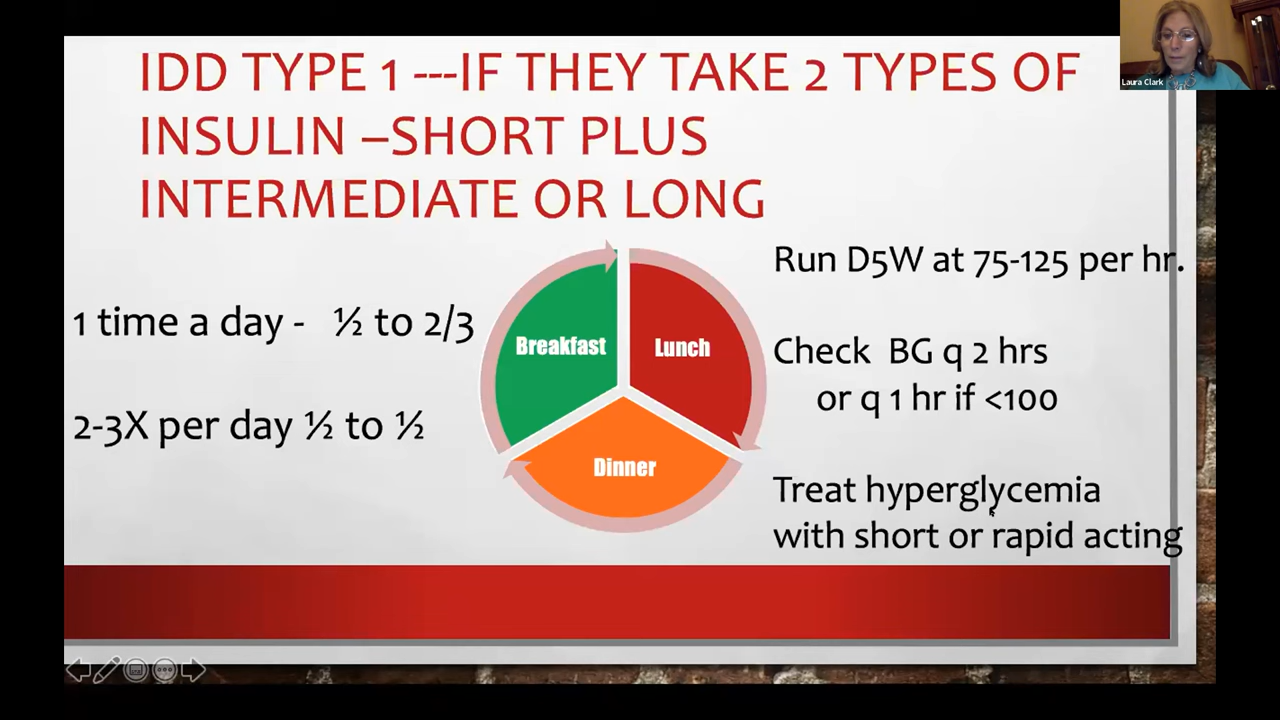 IDD TYPE 1 ---IF THEY TAKE 2 TYPES OF
INSULIN –SHORT PLUS
INTERMEDIATE OR LONG
1 time a day - ½ to 2/3
2-3X per day ½ to ½
Breakfast
Lunch
Dinner
Run D5W at 75-125 per hr.
Check BG q 2 hrs
or q 1 hr if <100
Treat hyperglycemia
with short or rapid acting
Laura Clark